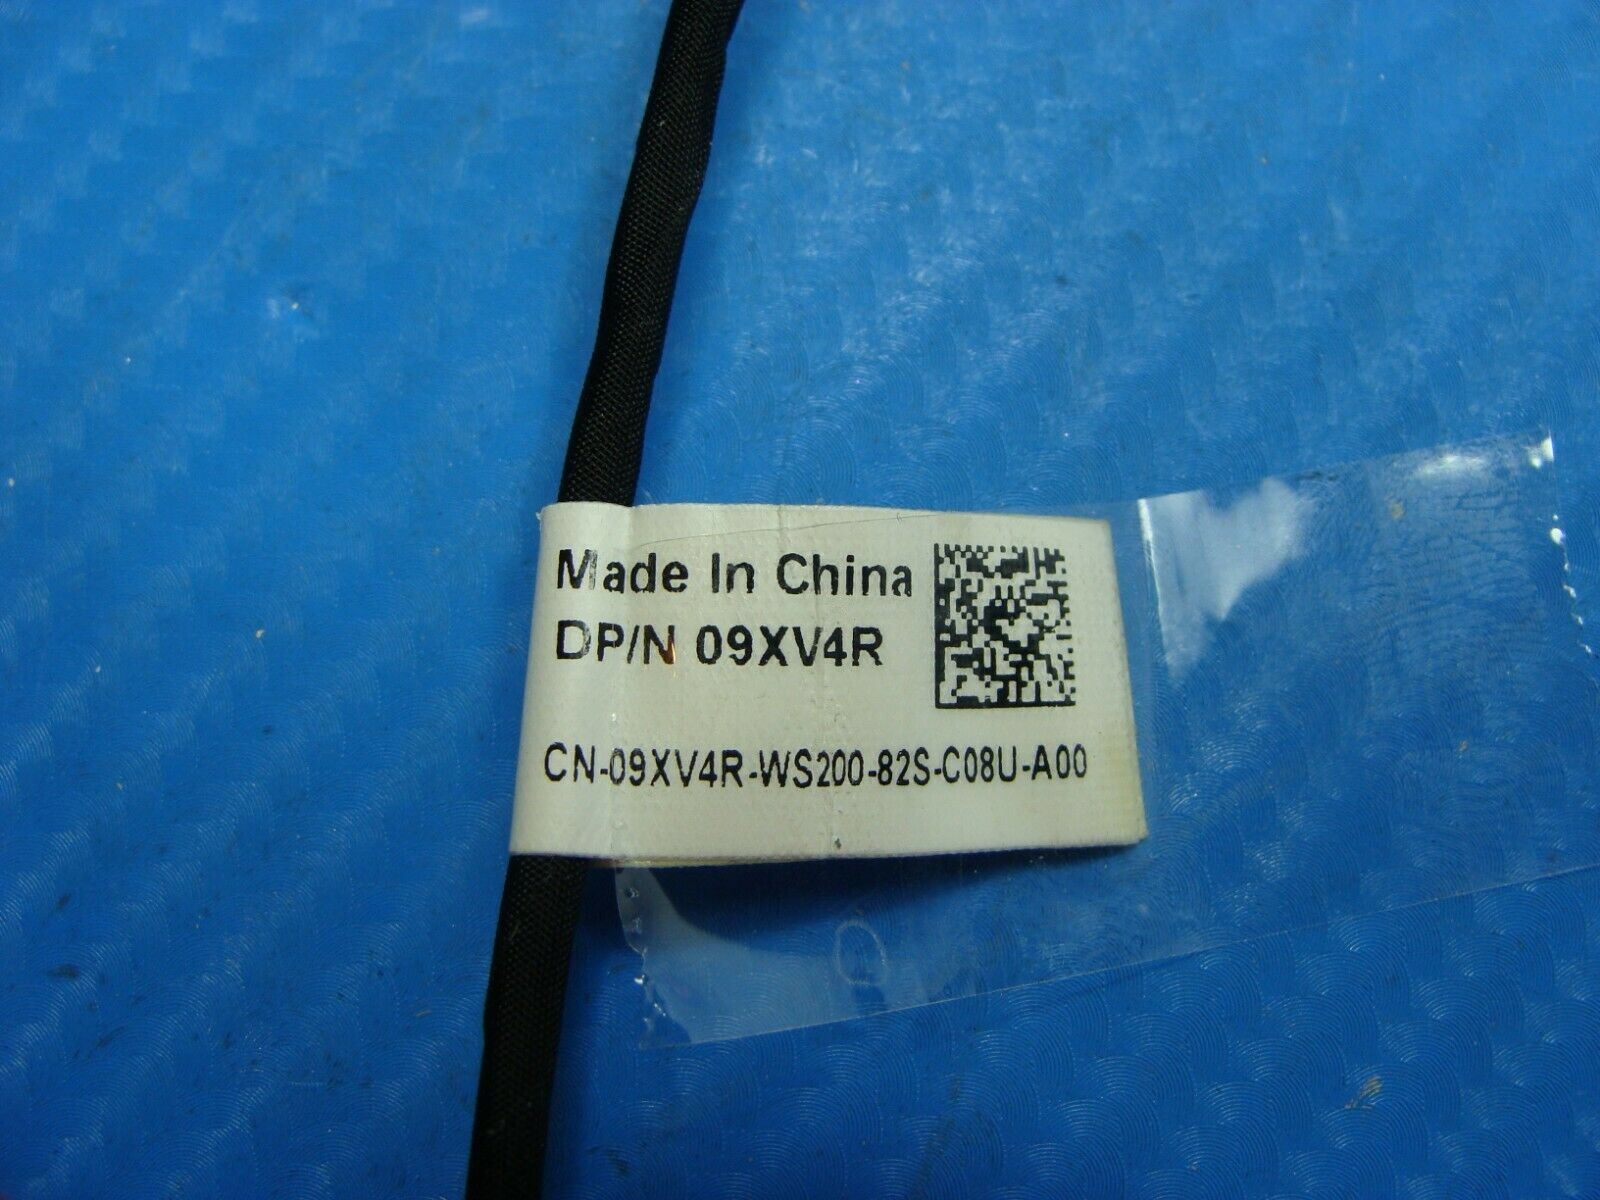 Made In China
DP/N 09XV4R
CN-09XV4R-WS200-82S-C08U-A00